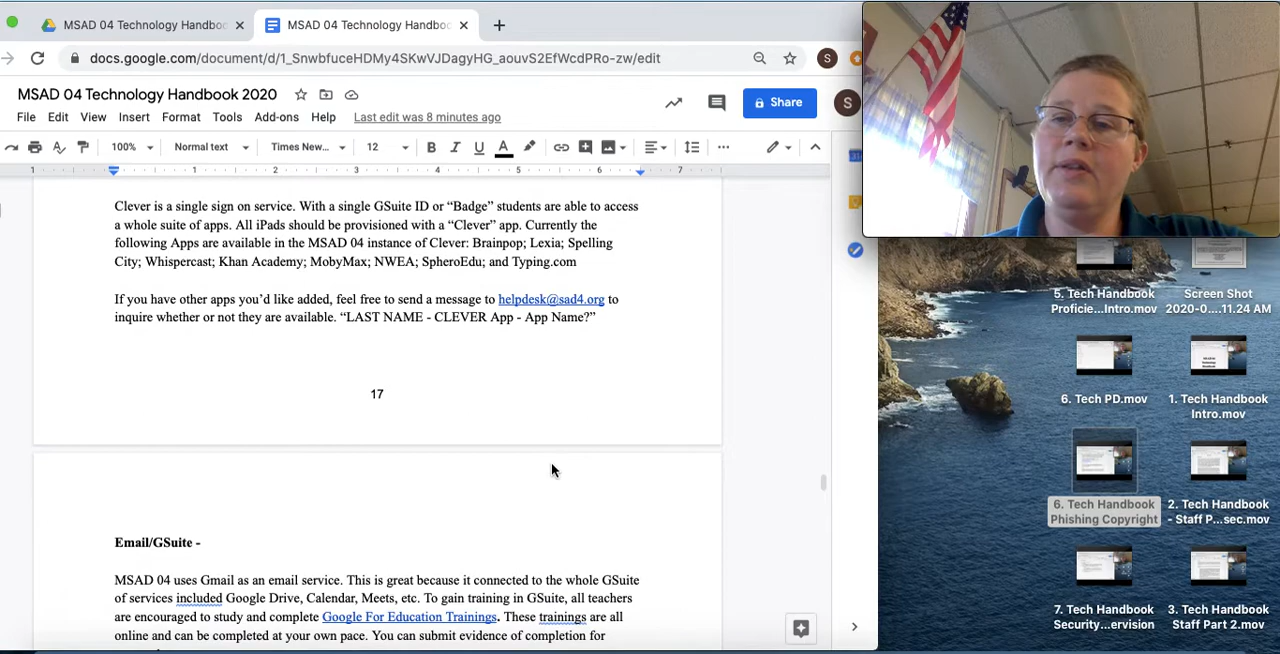 MSAD 04 Technology Handboo
MSAD 04 Technology Handboo
docs.google.com/document/d/1_SnwbfuceHDMy4SKwVJDagyHG_aouvS2EfWcdPRo-zw/edit
S
MSAD 04 Technology Handbook 2020
Share
S
File Edit View Insert Format Tools Add-ons Help Last edit was 8 minutes ago
100% Normal text Times New... 12 B I U A
1 1 2 3 4 5 6 7
Clever is a single sign on service. With a single GSuite ID or “Badge” students are able to access
a whole suite of apps. All iPads should be provisioned with a “Clever” app. Currently the
following Apps are available in the MSAD 04 instance of Clever: Brainpop; Lexia; Spelling
City; Whispercast; Khan Academy; MobyMax; NWEA; SpheroEdu; and Typing.com
If you have other apps you’d like added, feel free to send a message to helpdesk@sad4.org to
inquire whether or not they are available. “LAST NAME - CLEVER App - App Name?”
17
Email/GSuite -
MSAD 04 uses Gmail as an email service. This is great because it connected to the whole GSuite
of services included Google Drive, Calendar, Meets, etc. To gain training in GSuite, all teachers
are encouraged to study and complete Google For Education Trainings. These trainings are all
online and can be completed at your own pace. You can submit evidence of completion for
5. Tech Handbook
Proficie...Intro.mov
Screen Shot
2020-0....11.24 AM
6. Tech PD.mov
1. Tech Handbook
Intro.mov
6. Tech Handbook
Phishing Copyright
2. Tech Handbook
- Staff P...sec.mov
7. Tech Handbook
Security...ervision
3. Tech Handbook
Staff Part 2.mov